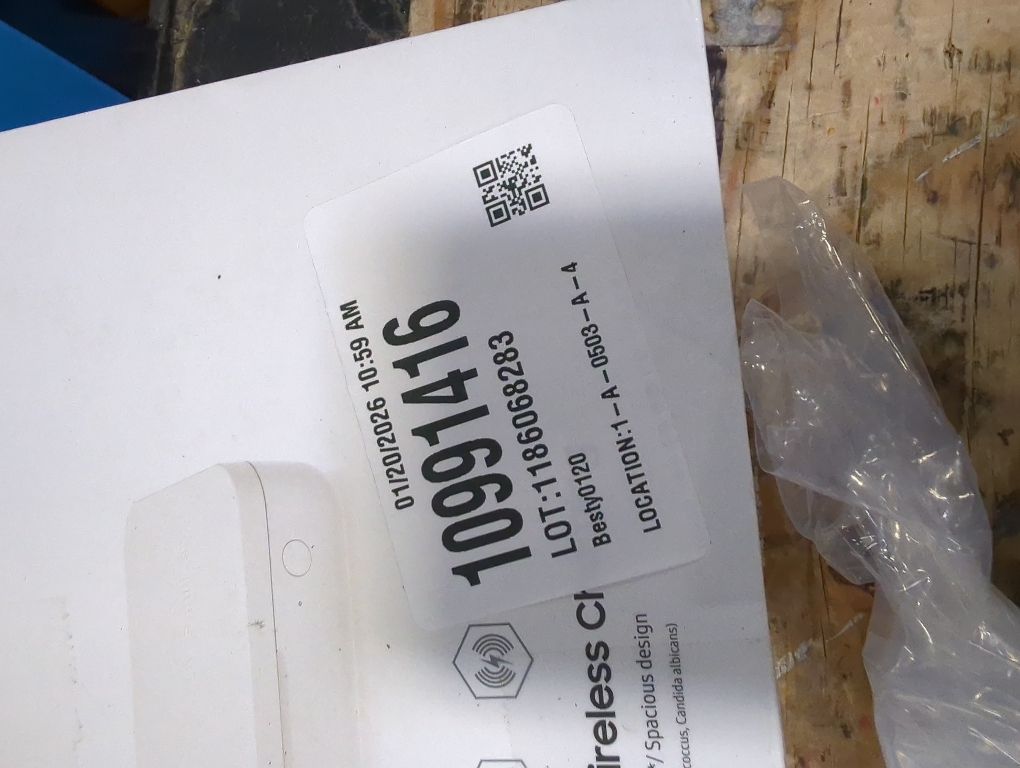 01/20/2026 10:59 AM
10991416
LOT:1186068283
Besty0120
LOCATION:1-A-0503-A-4
ireless Ch
*/ Spacious design
coccus, Candida albicans)